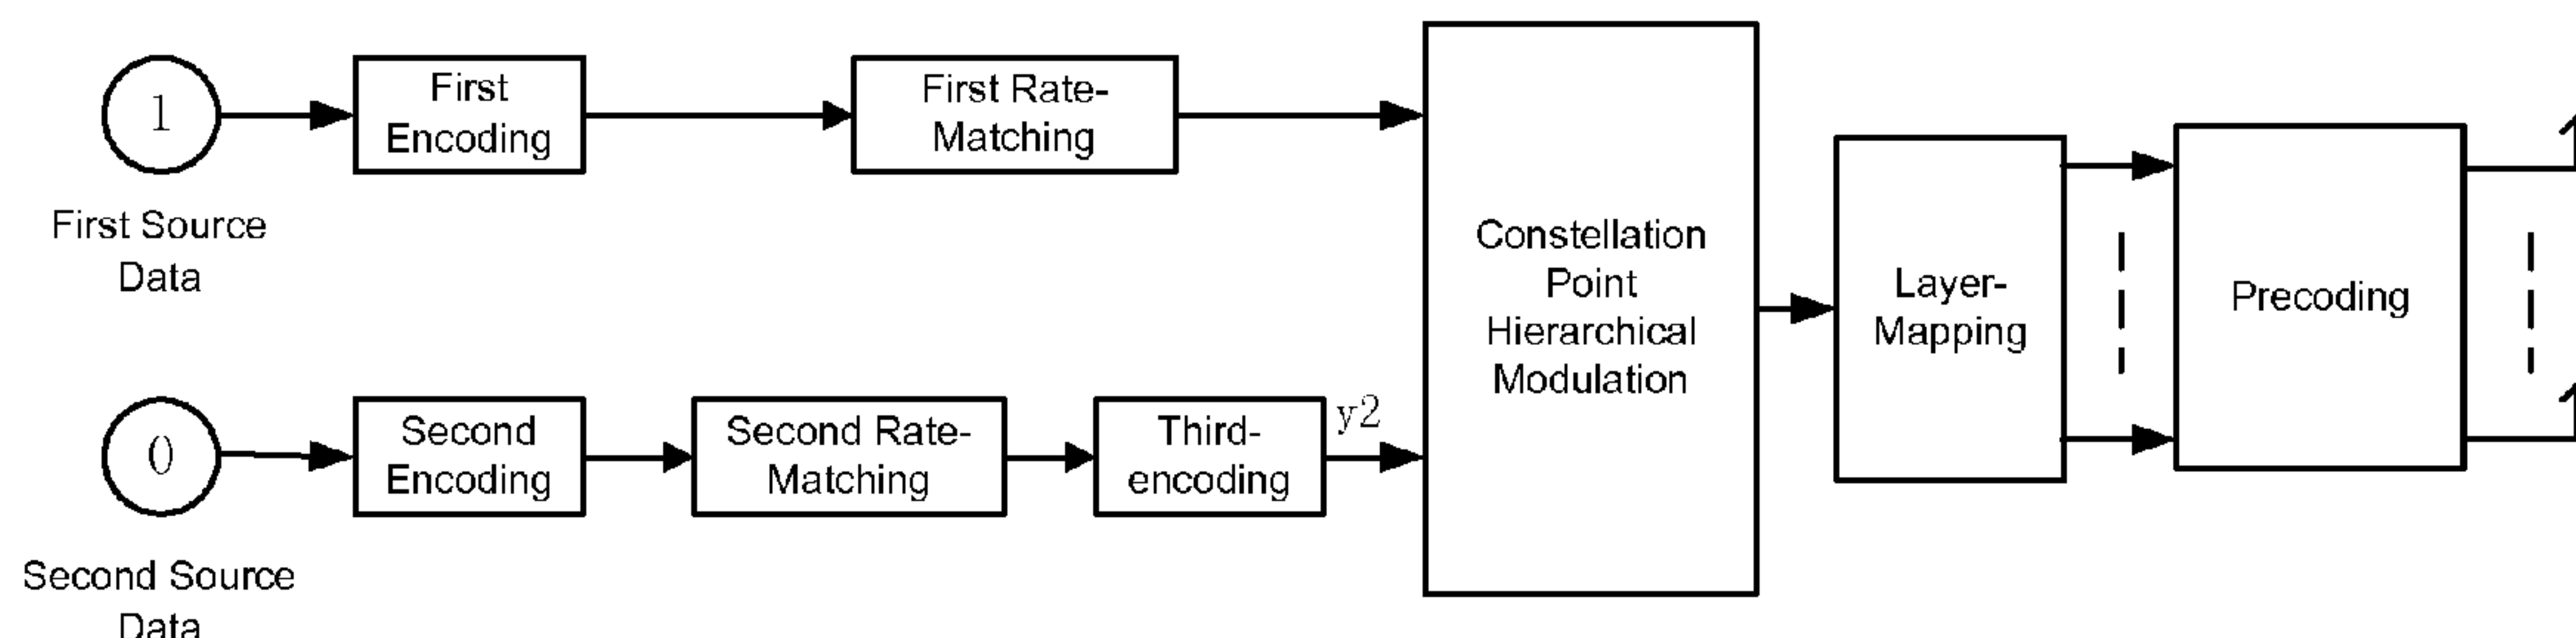 1
First
Encoding
First Rate-
Matching
First Source
Data
Constellation
Point
Hierarchical
Modulation
Layer-
Mapping
Precoding
0
Second
Encoding
Second Rate-
Matching
Third-
encoding
y2
Second Source
Data